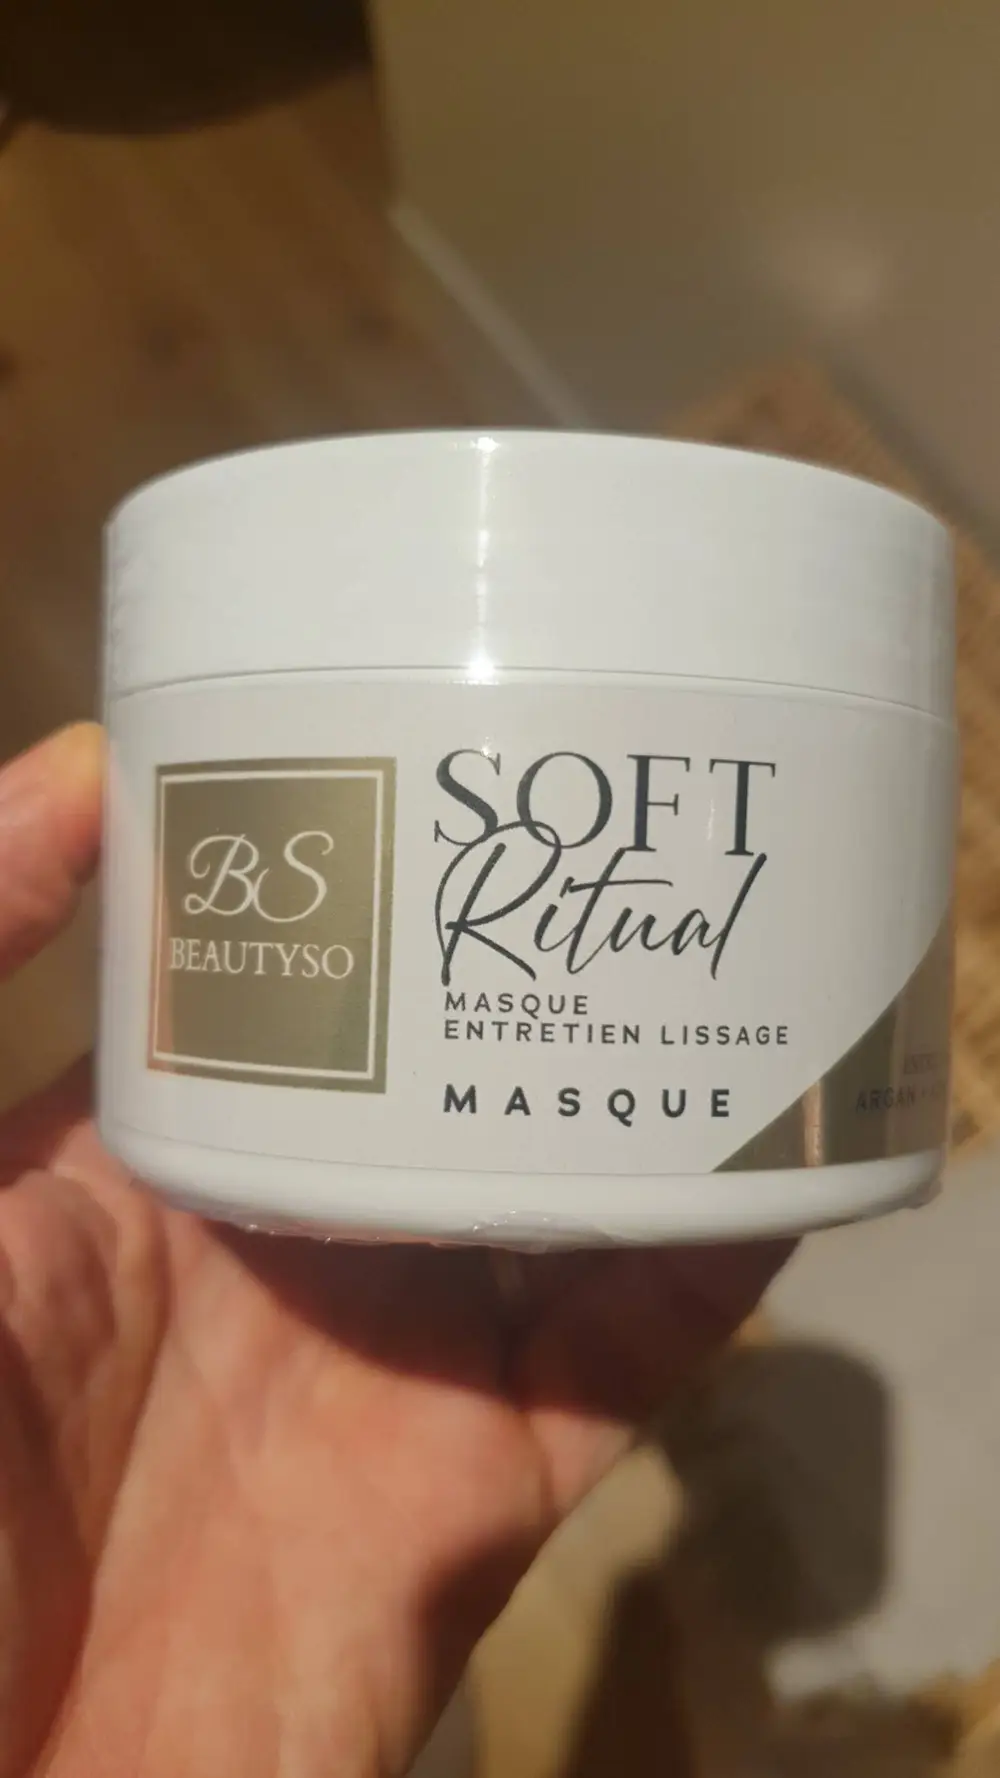 BS
BEAUTYSO
SOFT
Ritual
MASQUE
ENTRETIEN LISSAGE
MASQUE
ARGAN